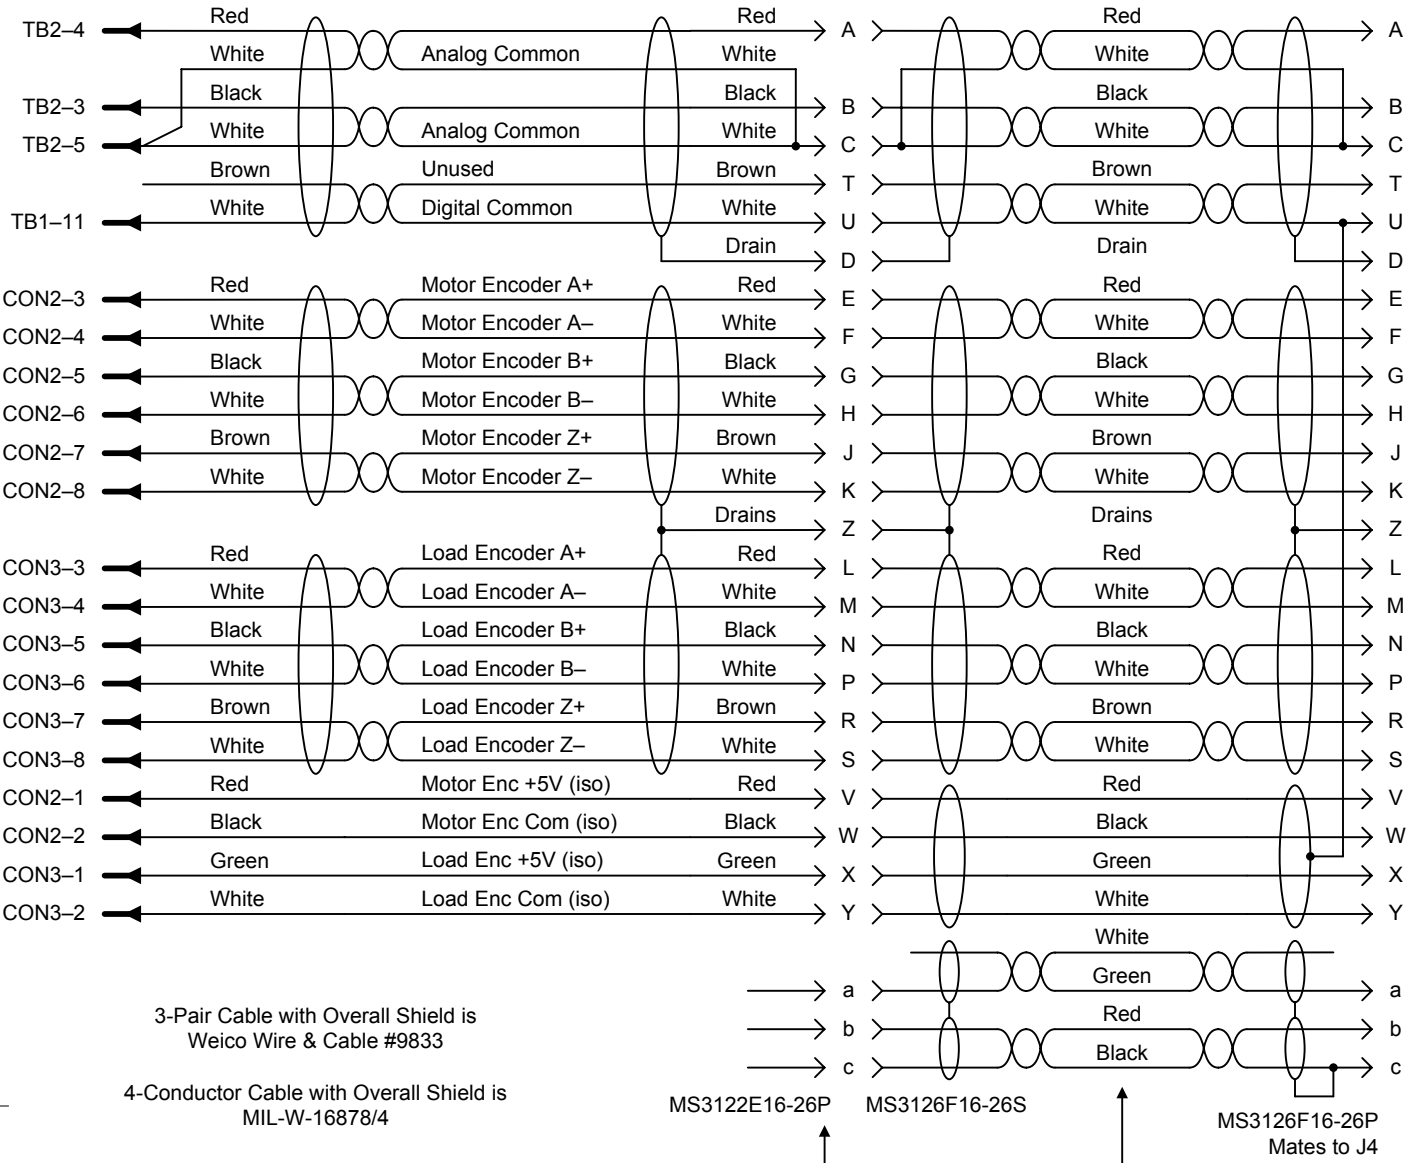 TB2–4 Red Red A Red A
White Analog Common White White
TB2–3 Black Black B Black B
TB2–5 White Analog Common White C White C
Brown Unused Brown T Brown T
TB1–11 White Digital Common White U White U
Drain D Drain D
CON2–3 Red Motor Encoder A+ Red E Red E
CON2–4 White Motor Encoder A– White F White F
CON2–5 Black Motor Encoder B+ Black G Black G
CON2–6 White Motor Encoder B– White H White H
CON2–7 Brown Motor Encoder Z+ Brown J Brown J
CON2–8 White Motor Encoder Z– White K White K
Drains Z Drains Z
CON3–3 Red Load Encoder A+ Red L Red L
CON3–4 White Load Encoder A– White M White M
CON3–5 Black Load Encoder B+ Black N Black N
CON3–6 White Load Encoder B– White P White P
CON3–7 Brown Load Encoder Z+ Brown R Brown R
CON3–8 White Load Encoder Z– White S White S
CON2–1 Red Motor Enc +5V (iso) Red V Red V
CON2–2 Black Motor Enc Com (iso) Black W Black W
CON3–1 Green Load Enc +5V (iso) Green X Green X
CON3–2 White Load Enc Com (iso) White Y White Y
White
a Green a
b Red b
c Black c
3-Pair Cable with Overall Shield is
Weico Wire & Cable #9833
4-Conductor Cable with Overall Shield is
MIL-W-16878/4
MS3122E16-26P MS3126F16-26S
MS3126F16-26P
Mates to J4